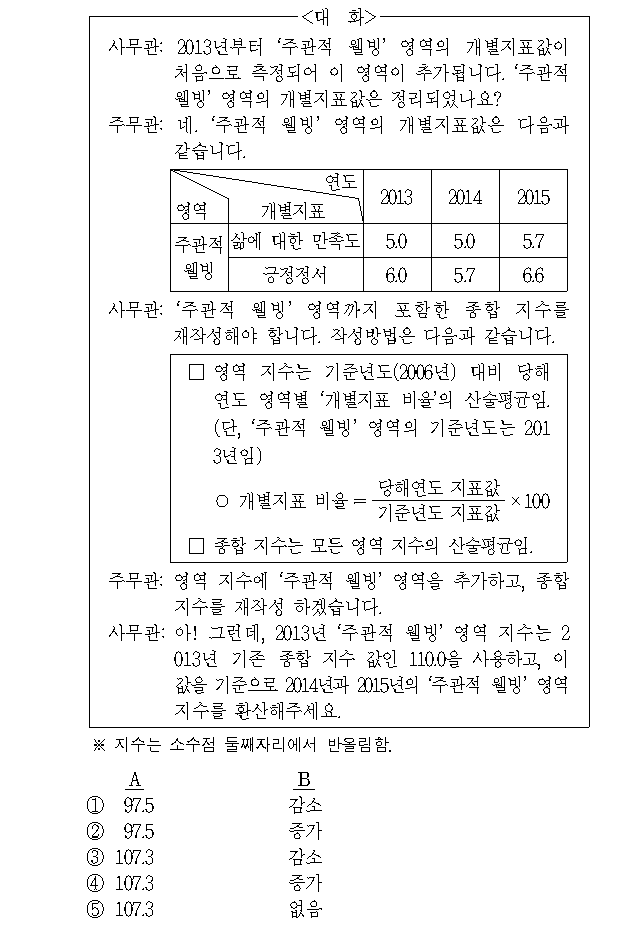 <대 화>
사무관: 2013년부터 ‘주관적 웰빙’ 영역의 개별지표값이
처음으로 측정되어 이 영역이 추가됩니다. ‘주관적
웰빙’ 영역의 개별지표값은 정리되었나요?
주무관: 네. ‘주관적 웰빙’ 영역의 개별지표값은 다음과
같습니다.
연도
영역 개별지표 2013 2014 2015
주관적 웰빙 삶에 대한 만족도 5.0 5.0 5.7
긍정정서 6.0 5.7 6.6
사무관: ‘주관적 웰빙’ 영역까지 포함한 종합 지수를
재작성해야 합니다. 작성방법은 다음과 같습니다.
□ 영역 지수는 기준년도(2006년) 대비 당해
연도 영역별 ‘개별지표 비율’의 산술평균임.
(단, ‘주관적 웰빙’ 영역의 기준년도는 201
3년임)
○ 개별지표 비율 = 당해연도 지표값 / 기준년도 지표값 × 100
□ 종합 지수는 모든 영역 지수의 산술평균임.
주무관: 영역 지수에 ‘주관적 웰빙’ 영역을 추가하고, 종합
지수를 재작성 하겠습니다.
사무관: 아! 그런데, 2013년 ‘주관적 웰빙’ 영역 지수는 2
013년 기존 종합 지수 값인 110.0을 사용하고, 이
값을 기준으로 2014년과 2015년의 ‘주관적 웰빙’ 영역
지수를 환산해주세요.
※ 지수는 소수점 둘째자리에서 반올림함.
A B
① 97.5 감소
② 97.5 증가
③ 107.3 감소
④ 107.3 증가
⑤ 107.3 없음